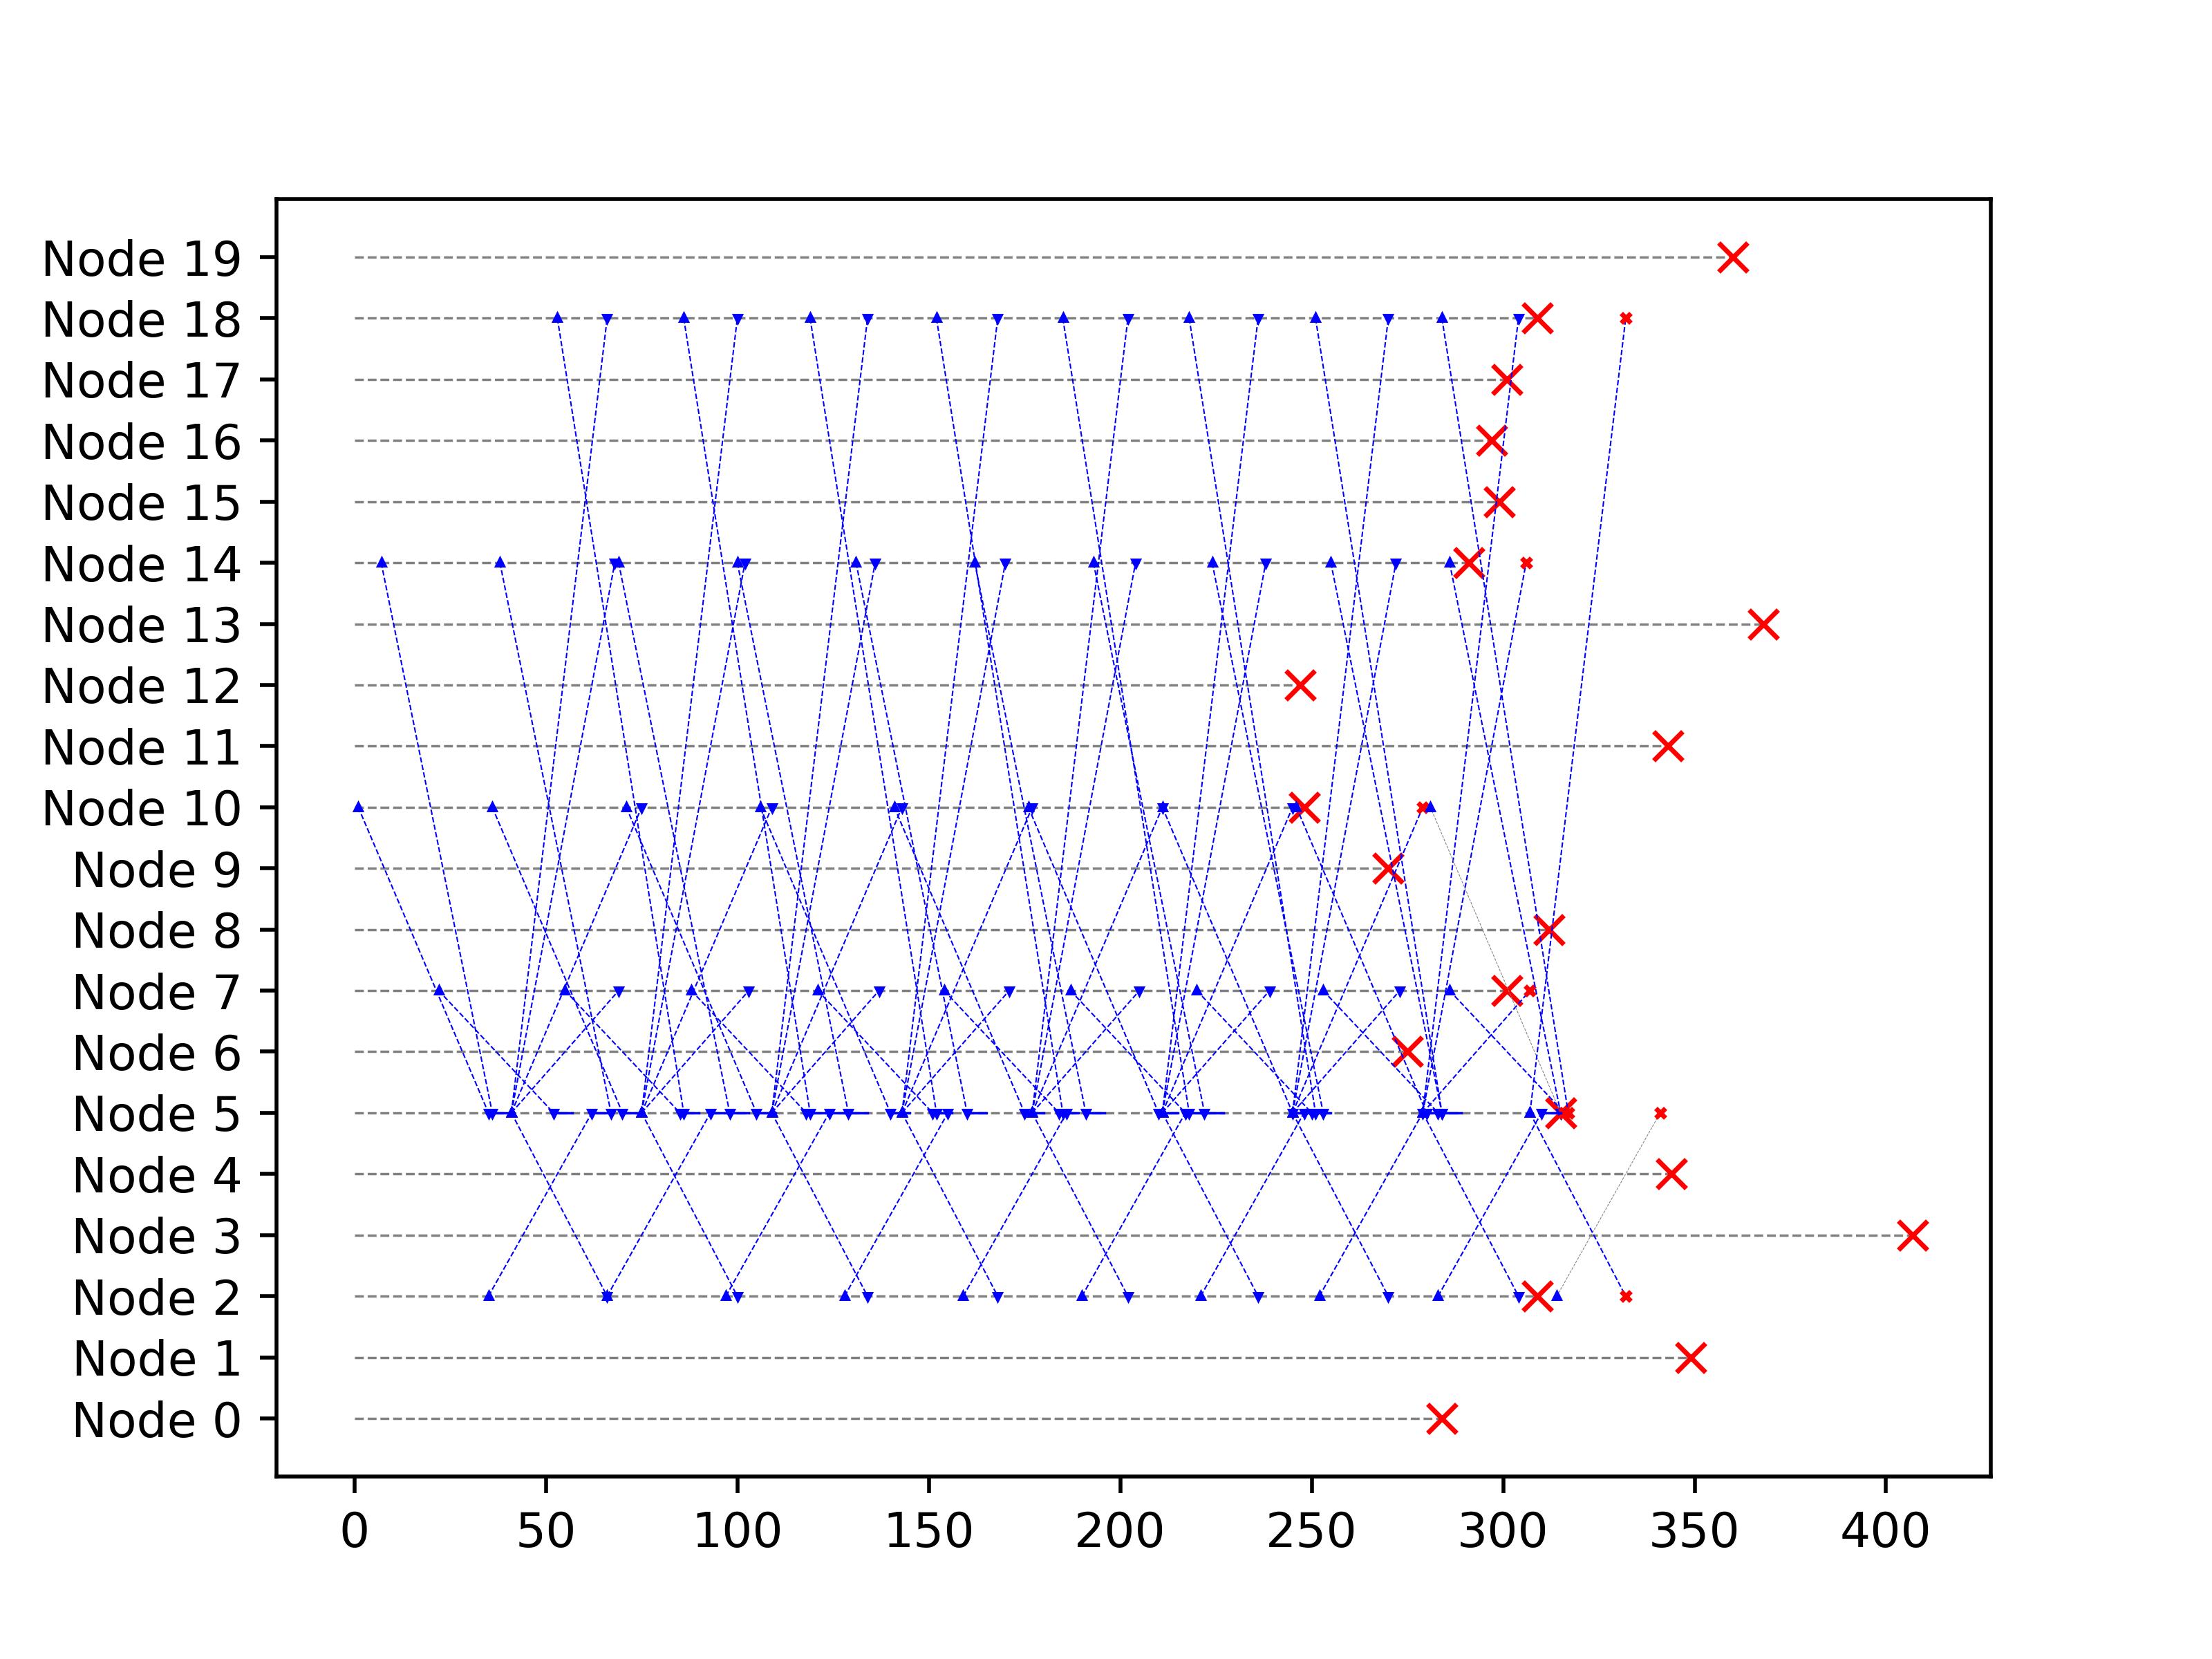 Node 19
Node 18
Node 17
Node 16
Node 15
Node 14
Node 13
Node 12
Node 11
Node 10
Node 9
Node 8
Node 7
Node 6
Node 5
Node 4
Node 3
Node 2
Node 1
Node 0
0 50 100 150 200 250 300 350 400